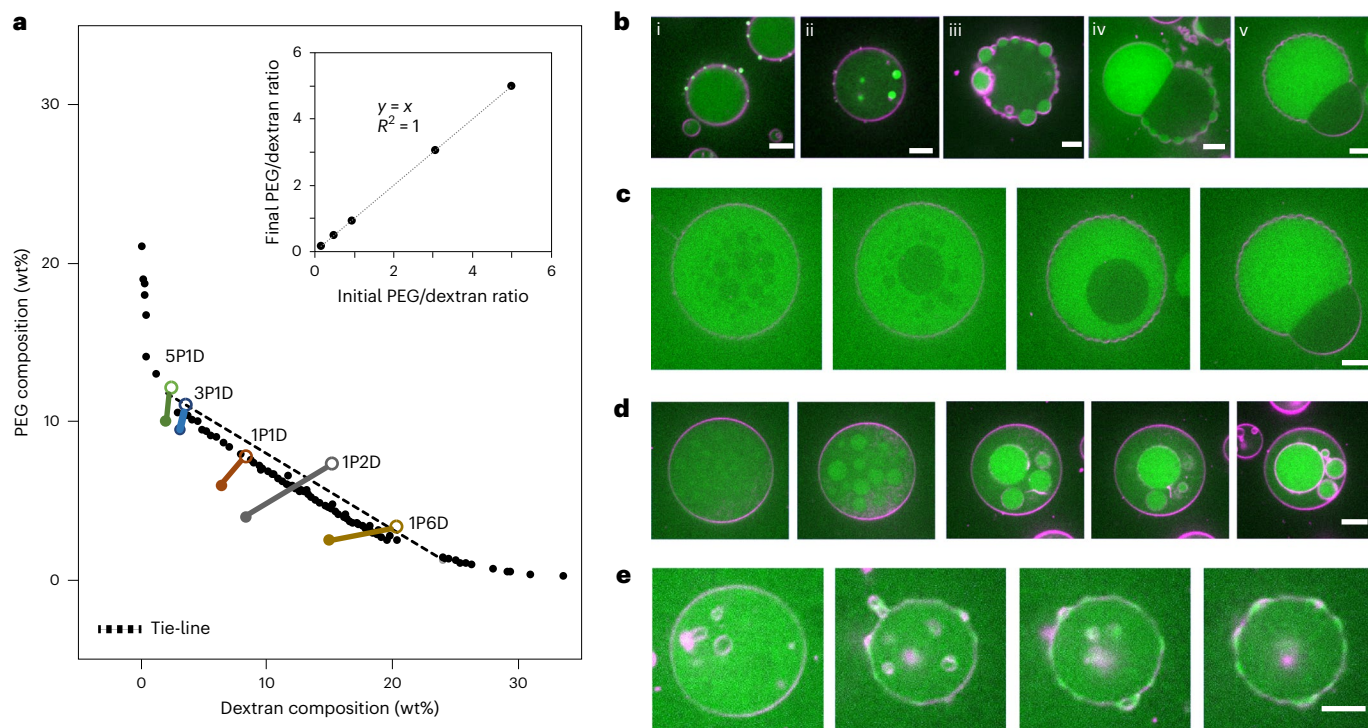 a
30
20
10
0
PEG composition (wt%)
0
10
20
30
Dextran composition (wt%)
5P1D
3P1D
1P1D
1P2D
1P6D
Tie-line
6
4
2
0
Final PEG/dextran ratio
0
2
4
6
Initial PEG/dextran ratio
y = x
R² = 1
b
i
ii
iii
iv
v
c
d
e